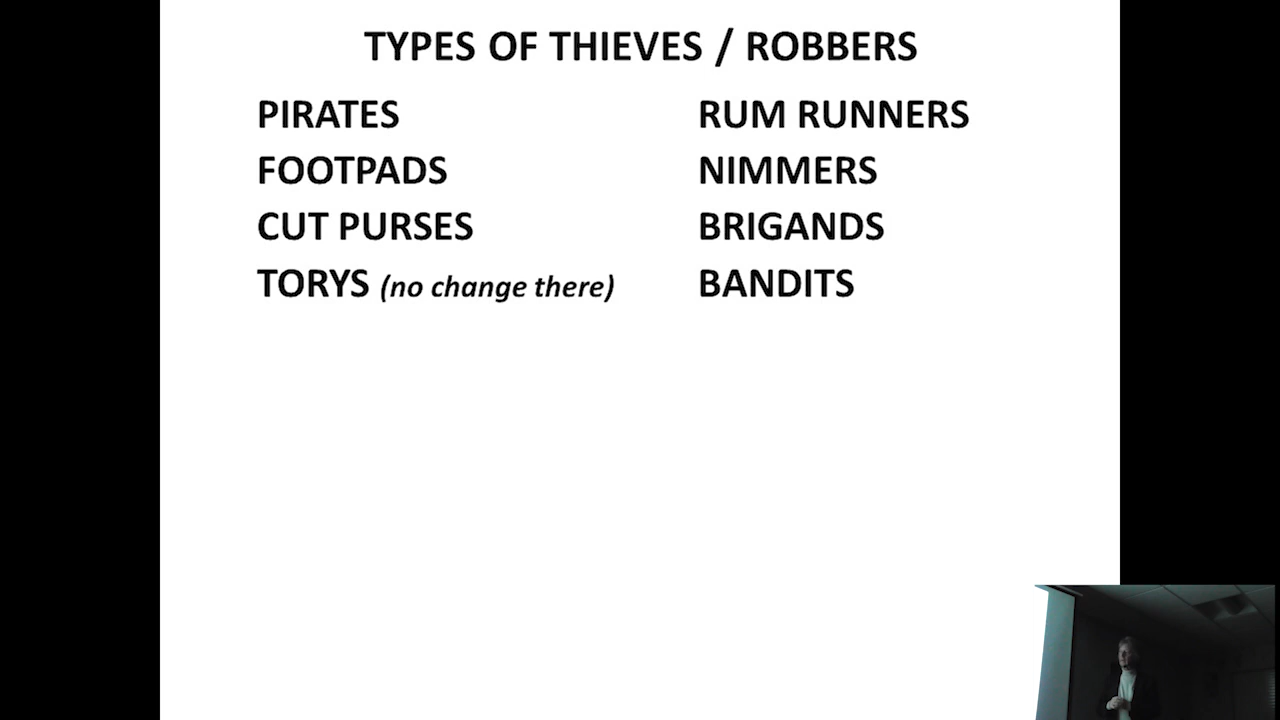 TYPES OF THIEVES / ROBBERS
PIRATES
FOOTPADS
CUT PURSES
TORYS (no change there)
RUM RUNNERS
NIMMERS
BRIGANDS
BANDITS